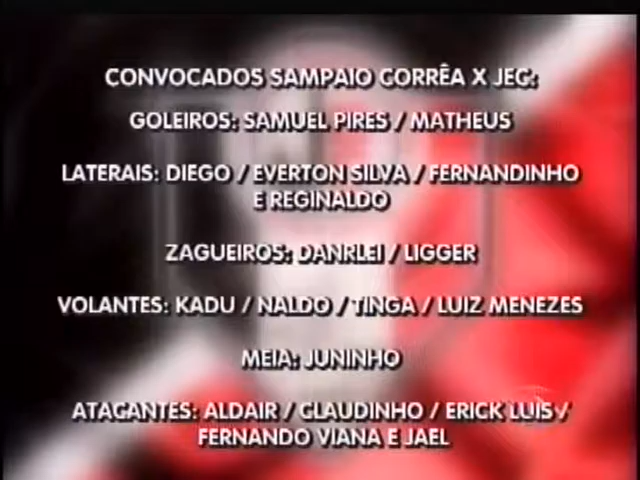 CONVOCADOS SAMPAIO CORRÊA X JEC:
GOLEIROS: SAMUEL PIRES / MATHEUS
LATERAIS: DIEGO / EVERTON SILVA / FERNANDINHO
E REGINALDO
ZAGUEIROS: DANRLEI / LIGGER
VOLANTES: KADU / NALDO / TINGA / LUIZ MENEZES
MEIA: JUNINHO
ATACANTES: ALDAIR / CLAUDINHO / ERICK LUIS /
FERNANDO VIANA E JAEL